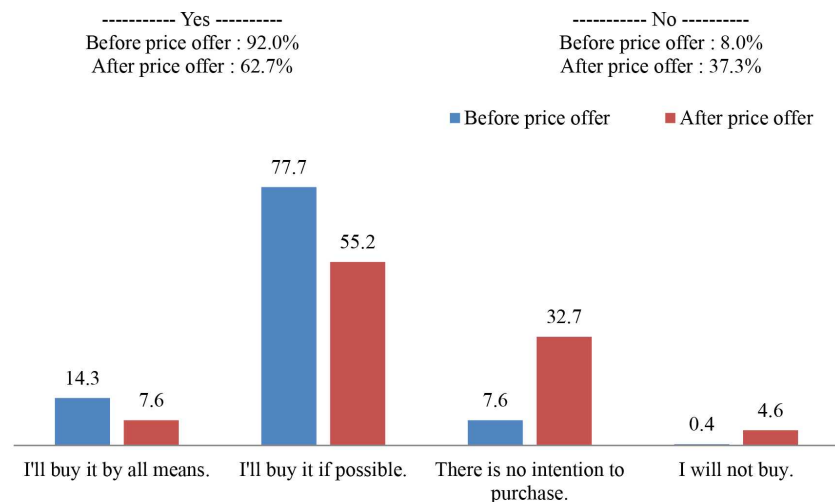 ----------- Yes ----------
Before price offer : 92.0%
After price offer : 62.7%
----------- No ----------
Before price offer : 8.0%
After price offer : 37.3%
Before price offer
After price offer
14.3
7.6
77.7
55.2
7.6
32.7
0.4
4.6
I'll buy it by all means.
I'll buy it if possible.
There is no intention to
purchase.
I will not buy.